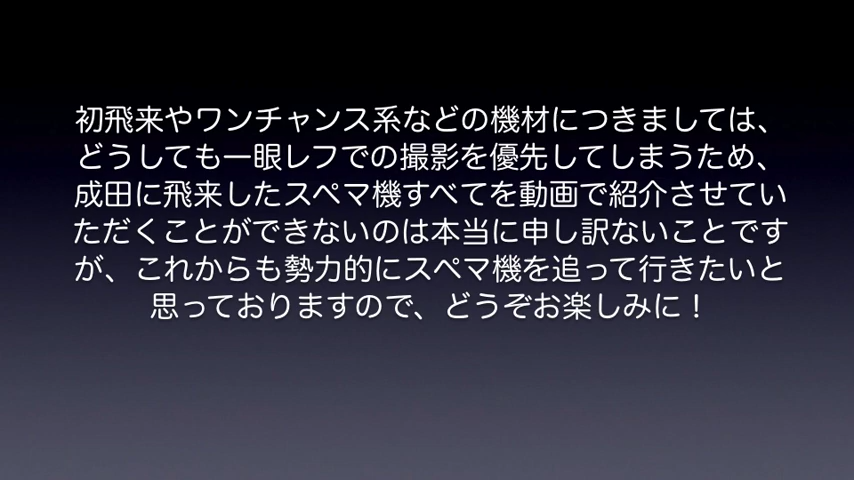 初飛来やワンチャンス系などの機材につきましては、
どうしても一眼レフでの撮影を優先してしまうため、
成田に飛来したスペマ機すべてを動画で紹介させてい
ただくことができないのは本当に申し訳ないことです
が、これからも勢力的にスペマ機を追って行きたいと
思っておりますので、どうぞお楽しみに！